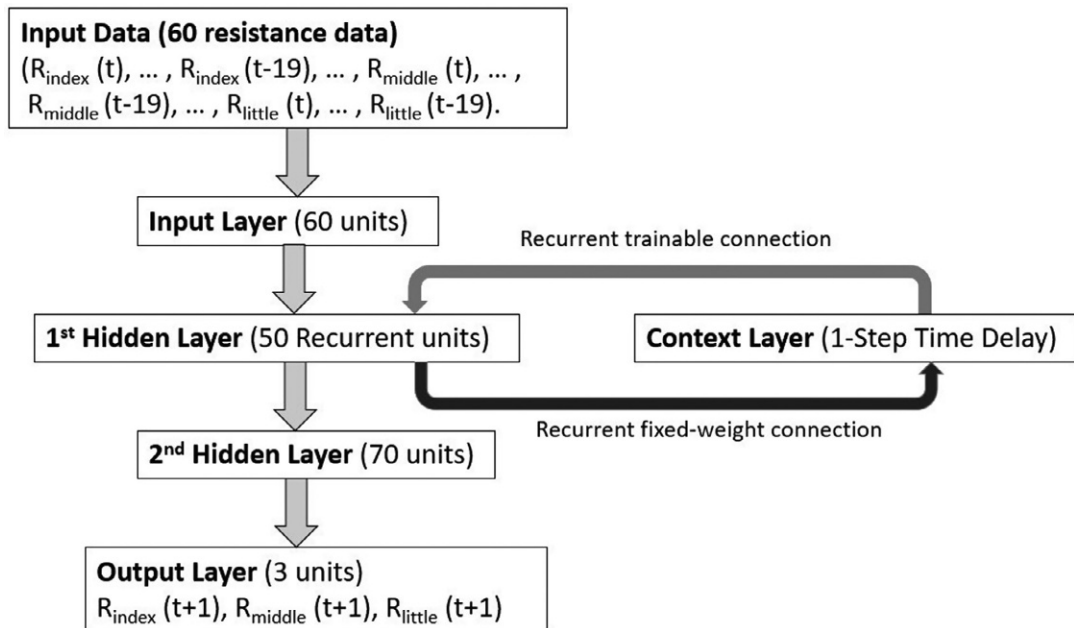 Input Data (60 resistance data)
(Rindex (t), ... , Rindex (t-19), ... , Rmiddle (t), ... ,
Rmiddle (t-19), ... , Rlittle (t), ... , Rlittle (t-19).
Input Layer (60 units)
Recurrent trainable connection
1st Hidden Layer (50 Recurrent units)
Context Layer (1-Step Time Delay)
Recurrent fixed-weight connection
2nd Hidden Layer (70 units)
Output Layer (3 units)
Rindex (t+1), Rmiddle (t+1), Rlittle (t+1)